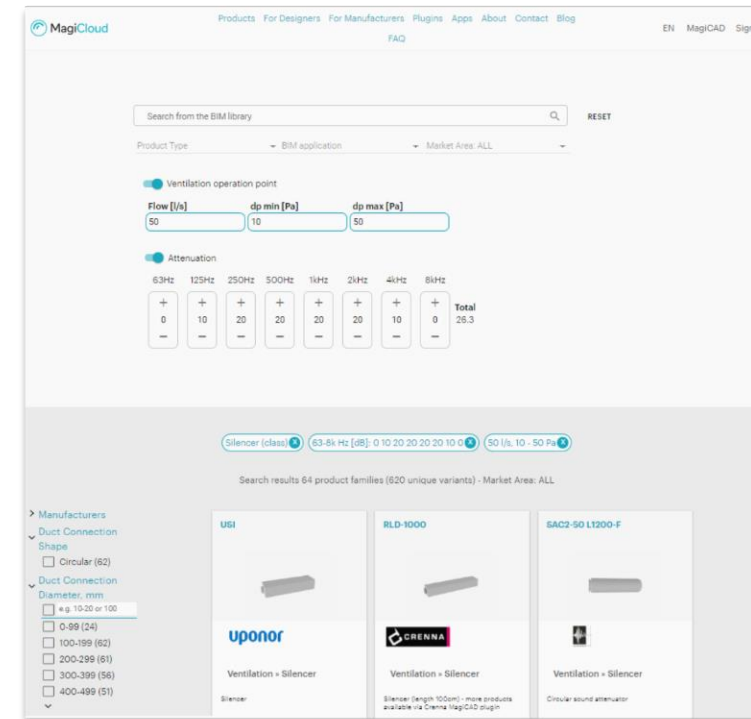 MagiCloud
Products For Designers For Manufacturers Plugins Apps About Contact Blog
FAQ
EN MagiCAD Sign
Search from the BIM library
RESET
Product Type BIM application Market Area: ALL
Ventilation operation point
Flow [l/s] dp min [Pa] dp max [Pa]
50 10 50
Attenuation
63Hz 125Hz 250Hz 500Hz 1kHz 2kHz 4kHz 8kHz
+ + + + + + + +
0 10 20 20 20 20 10 0
− − − − − − − −
Total
26.3
Silencer (class) X 63-8k Hz [dB]: 0 10 20 20 20 20 10 0 X 50 l/s, 10 - 50 Pa X
Search results 64 product families (620 unique variants) - Market Area: ALL
Manufacturers
Duct Connection
Shape
Circular (62)
Duct Connection
Diameter, mm
e.g. 10-20 or 100
0-99 (24)
100-199 (62)
200-299 (61)
300-399 (56)
400-499 (51)
USI
uponor
Ventilation » Silencer
Silencer
RLD-1000
CRENNA
Ventilation » Silencer
Silencer (length 100cm) - more products
available via Crenna MagiCAD plugin
SAC2-50 L1200-F
Ventilation » Silencer
Circular sound attenuator